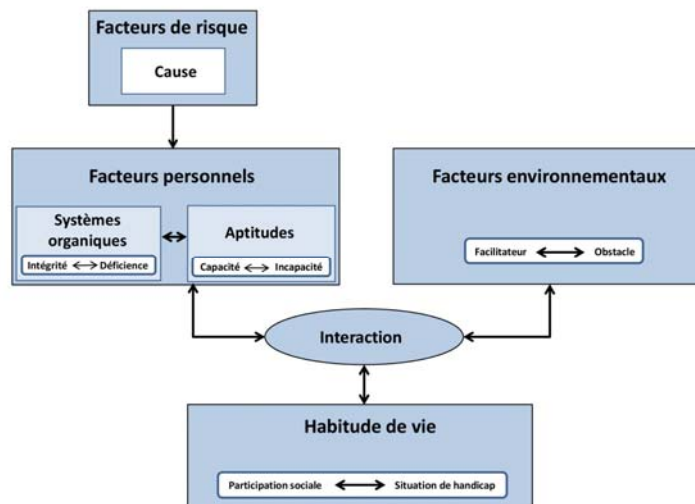 Facteurs de risque
Cause
Facteurs personnels
Systèmes
organiques
Intégrité Déficience
Aptitudes
Capacité Incapacité
Facteurs environnementaux
Facilitateur Obstacle
Interaction
Habitude de vie
Participation sociale Situation de handicap